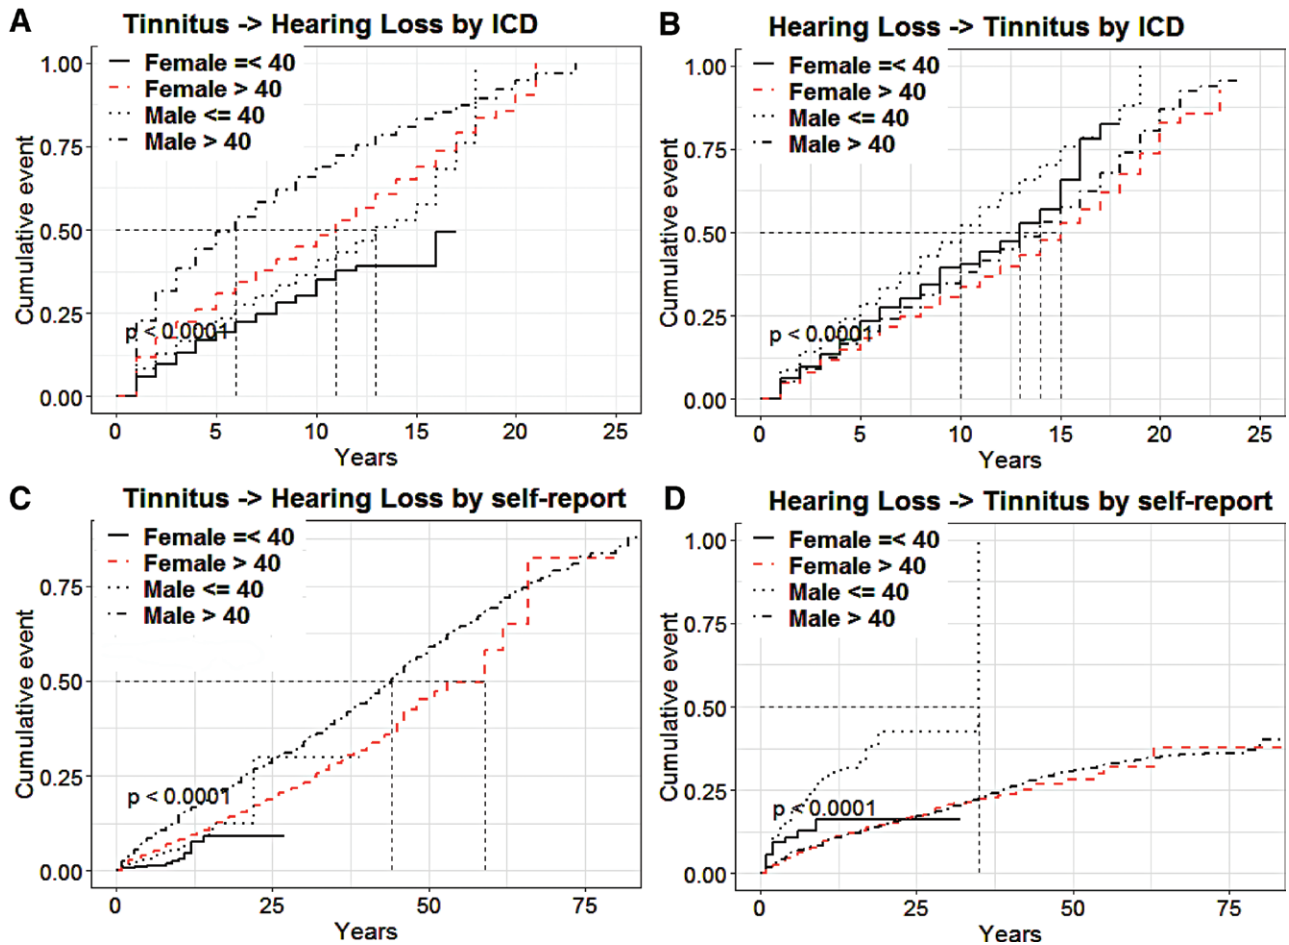 A
Tinnitus -> Hearing Loss by ICD
Female =< 40
Female > 40
Male <= 40
Male > 40
p < 0.0001
Cumulative event
1.00
0.75
0.50
0.25
0.00
0 5 10 15 20 25
Years
B
Hearing Loss -> Tinnitus by ICD
Female =< 40
Female > 40
Male <= 40
Male > 40
p < 0.0001
Cumulative event
1.00
0.75
0.50
0.25
0.00
0 5 10 15 20 25
Years
C
Tinnitus -> Hearing Loss by self-report
Female =< 40
Female > 40
Male <= 40
Male > 40
p < 0.0001
Cumulative event
0.75
0.50
0.25
0.00
0 25 50 75
Years
D
Hearing Loss -> Tinnitus by self-report
Female =< 40
Female > 40
Male <= 40
Male > 40
p < 0.0001
Cumulative event
1.00
0.75
0.50
0.25
0.00
0 25 50 75
Years